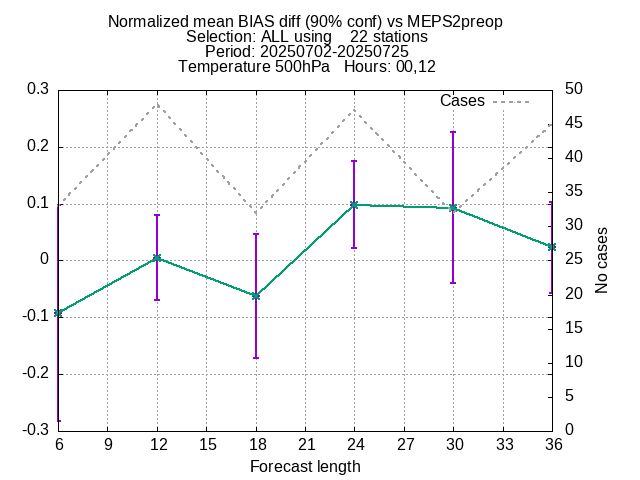 Normalized mean BIAS diff (90% conf) vs MEPS2preop
Selection: ALL using    22 stations
Period: 20250702-20250725
Temperature 500hPa   Hours: 00,12
Cases
0.3
0.2
0.1
0
-0.1
-0.2
-0.3
50
45
40
35
30
25
20
15
10
5
0
No cases
6 9 12 15 18 21 24 27 30 33 36
Forecast length